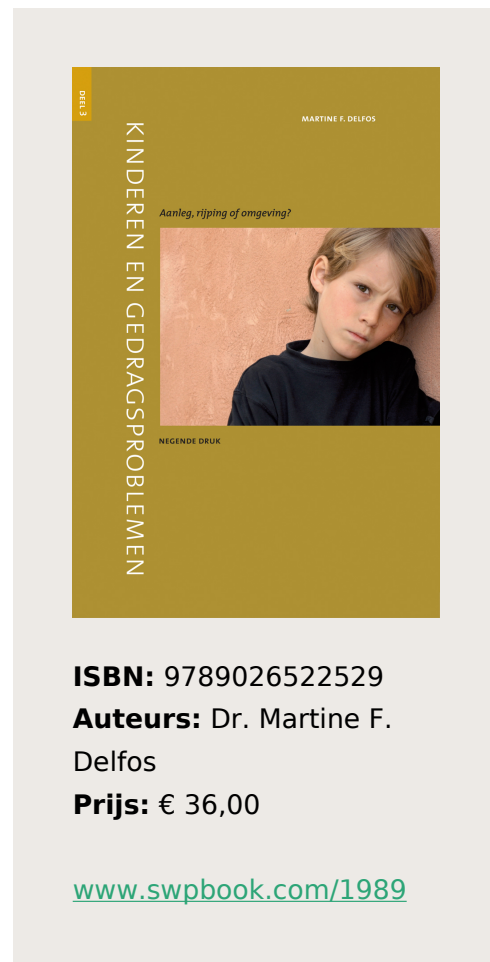 DEEL 3
MARTINE F. DELFOS
KINDEREN EN GEDRAGSPROBLEMEN
Aanleg, rijping of omgeving?
NEGENDE DRUK
ISBN: 9789026522529
Auteurs: Dr. Martine F.
Delfos
Prijs: € 36,00
www.swpbook.com/1989